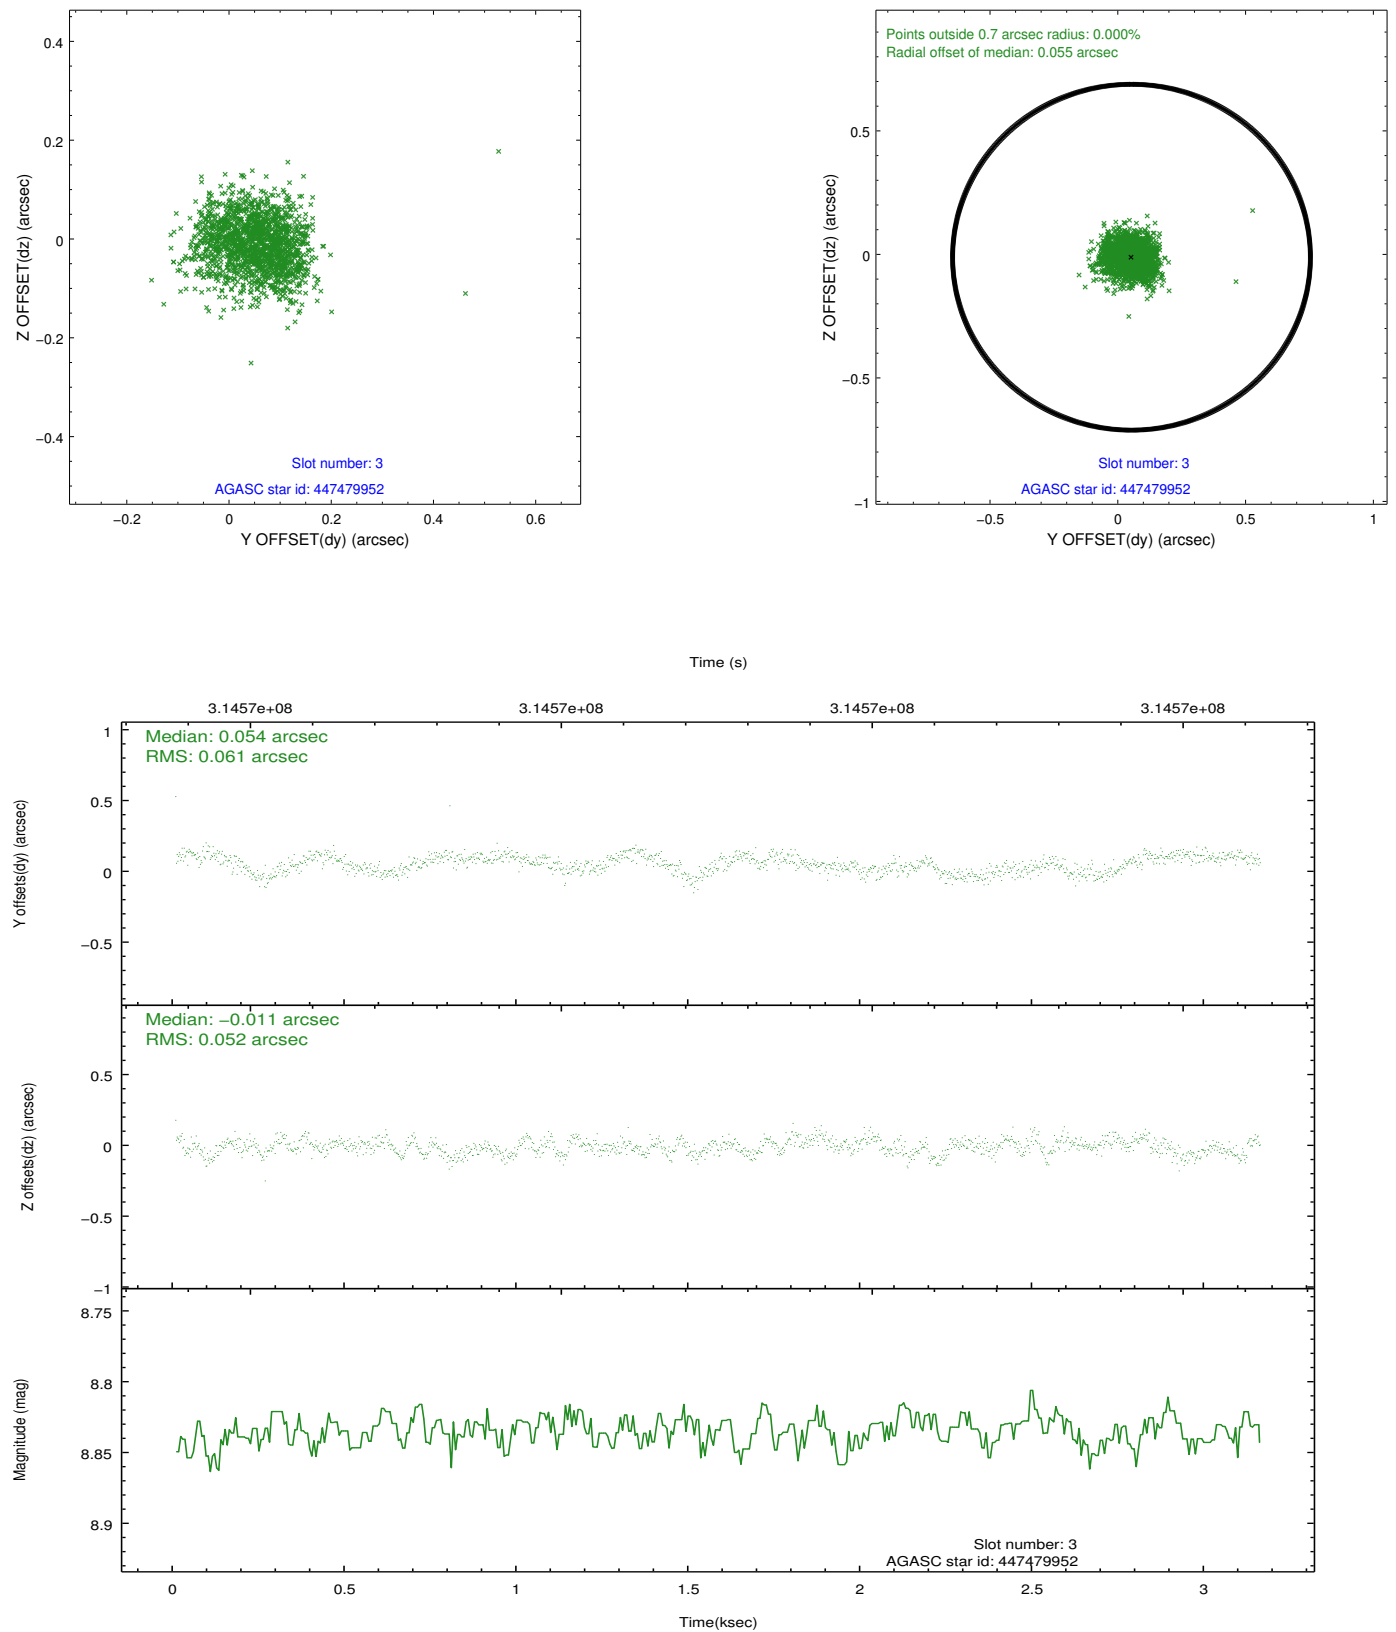 0.4
0.2
0
−0.2
−0.4
Z OFFSET(dz) (arcsec)
Slot number: 3
AGASC star id: 447479952
−0.2
0
0.2
0.4
0.6
Y OFFSET(dy) (arcsec)
Points outside 0.7 arcsec radius: 0.000%
Radial offset of median: 0.055 arcsec
0.5
0
−0.5
−1
Z OFFSET(dz) (arcsec)
Slot number: 3
AGASC star id: 447479952
−0.5
0
0.5
1
Y OFFSET(dy) (arcsec)
Time (s)
3.1457e+08
3.1457e+08
3.1457e+08
3.1457e+08
Median: 0.054 arcsec
RMS: 0.061 arcsec
1
0.5
0
−0.5
Y offsets(dy) (arcsec)
Median: −0.011 arcsec
RMS: 0.052 arcsec
0.5
0
−0.5
−1
Z offsets(dz) (arcsec)
8.75
8.8
8.85
8.9
Magnitude (mag)
Slot number: 3
AGASC star id: 447479952
0
0.5
1
1.5
2
2.5
3
Time(ksec)